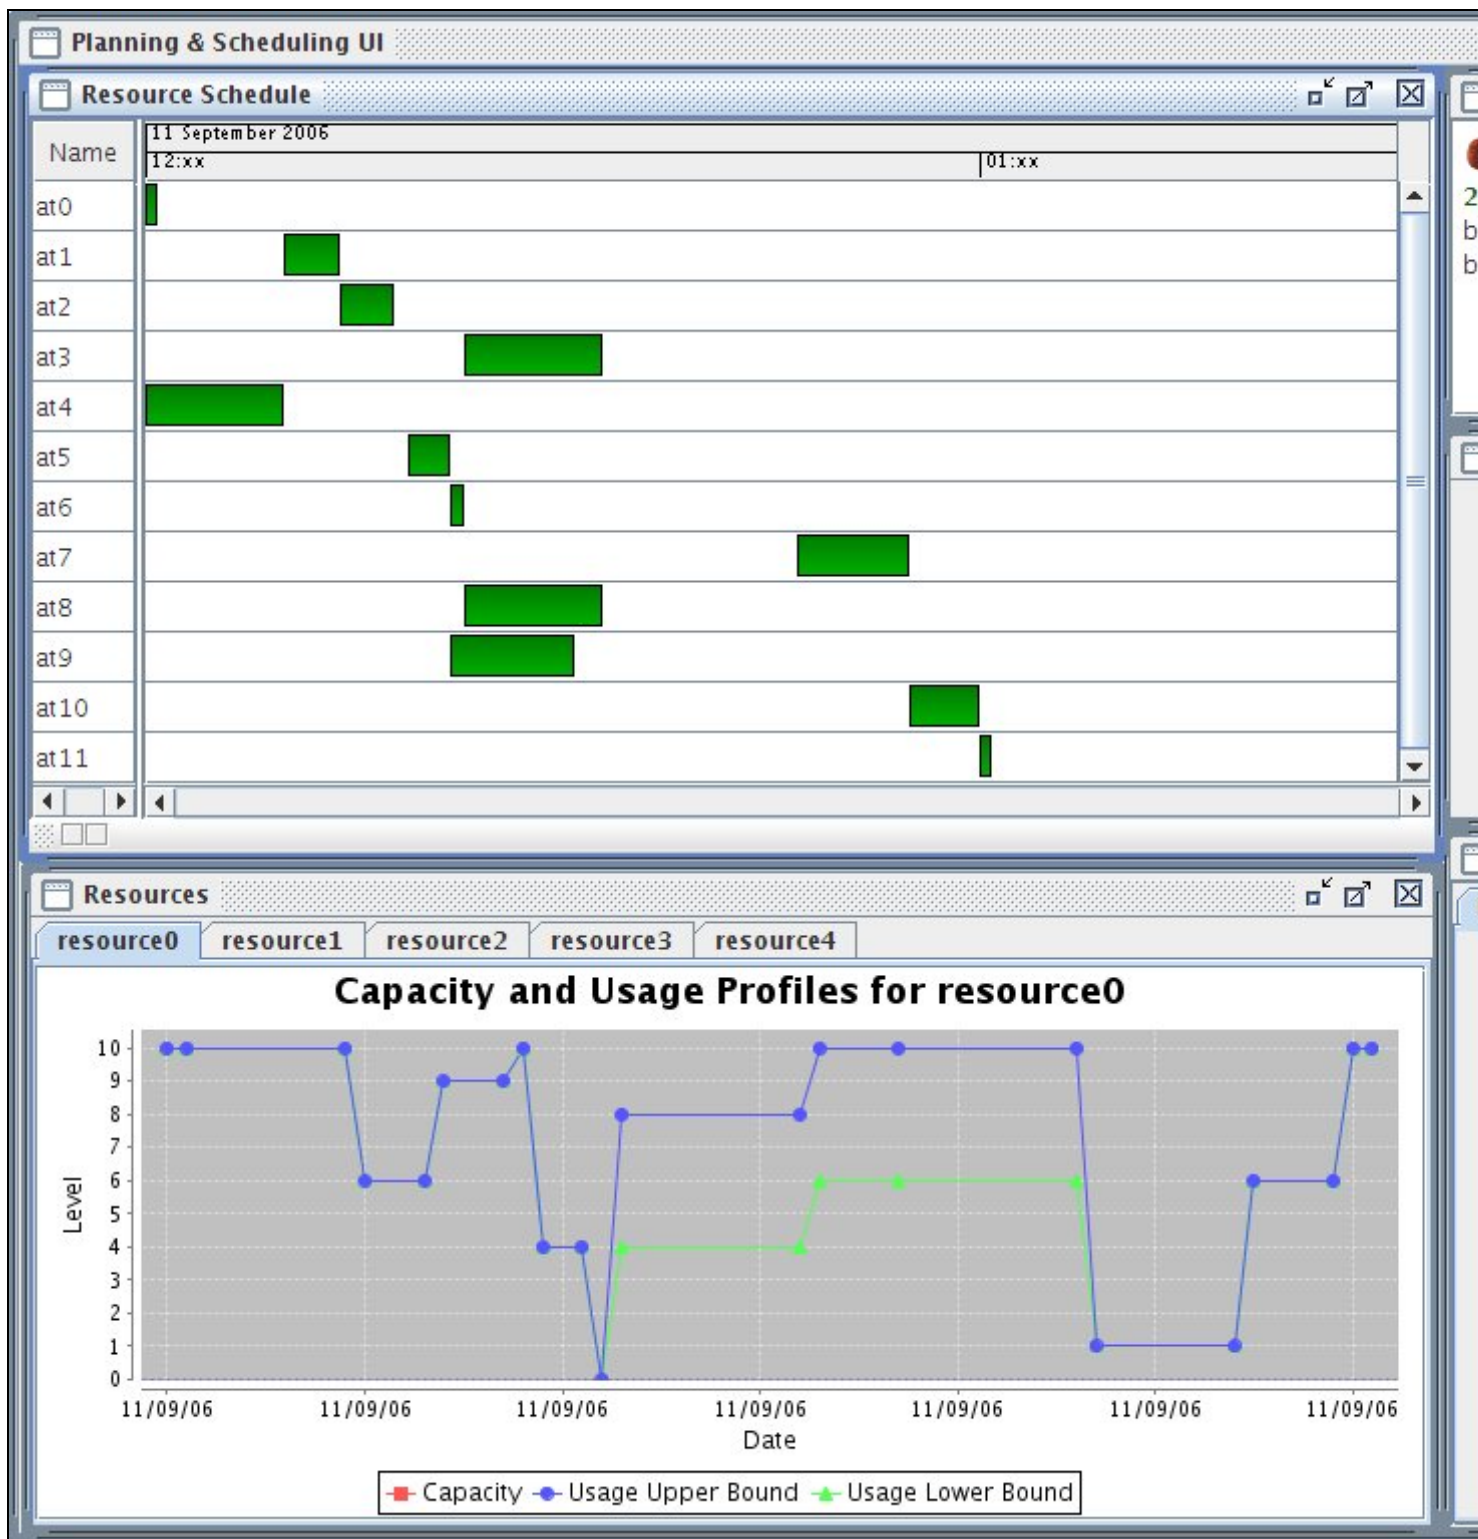 Planning & Scheduling UI
Resource Schedule
Name
11 September 2006
12:xx 01:xx
at0
at1
at2
at3
at4
at5
at6
at7
at8
at9
at10
at11
2
b
b
Resources
resource0 resource1 resource2 resource3 resource4
Capacity and Usage Profiles for resource0
10
9
8
7
6
5
4
3
2
1
0
Level
11/09/06 11/09/06 11/09/06 11/09/06 11/09/06 11/09/06 11/09/06
Date
Capacity Usage Upper Bound Usage Lower Bound